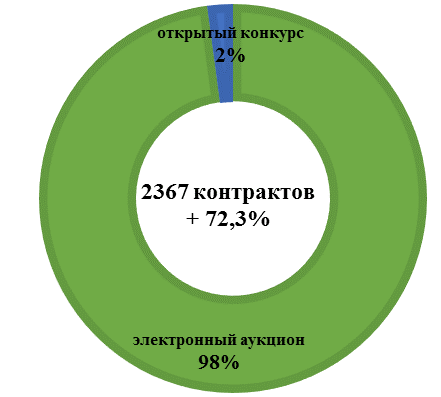 открытый конкурс
2%
2367 контрактов
+ 72,3%
электронный аукцион
98%